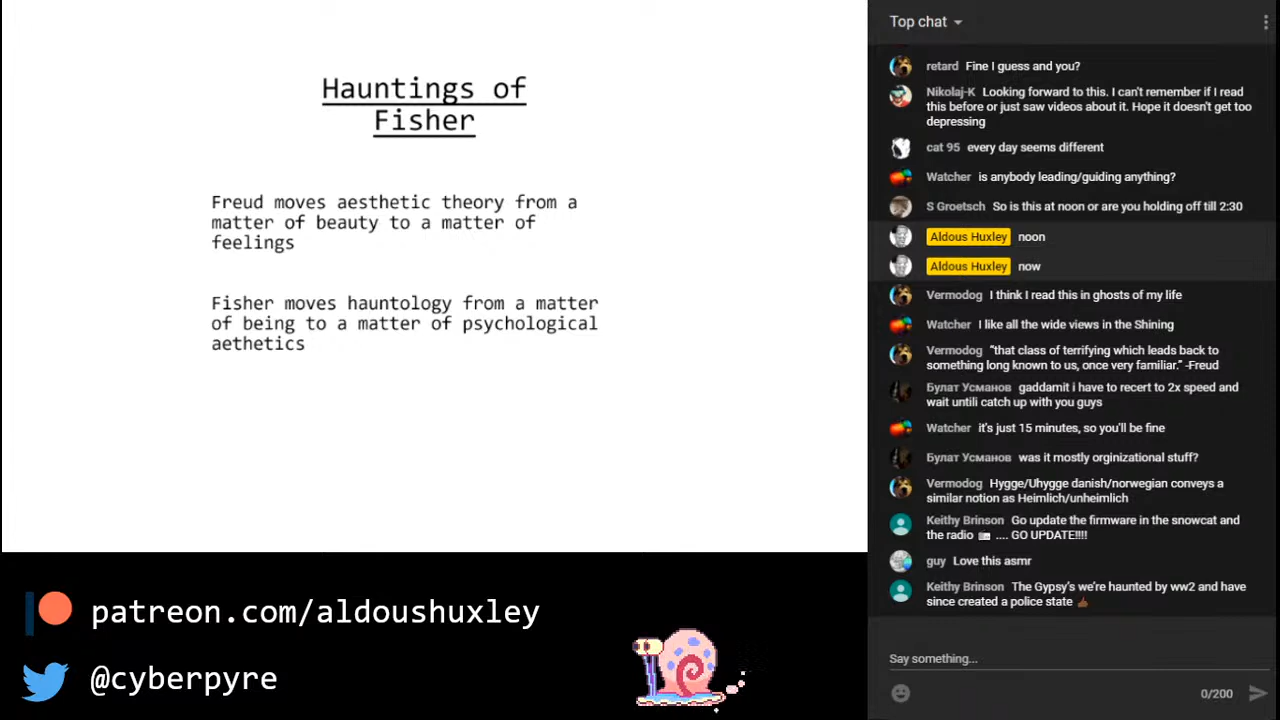 Hauntings of
Fisher
Freud moves aesthetic theory from a
matter of beauty to a matter of
feelings
Fisher moves hauntology from a matter
of being to a matter of psychological
aethetics
patreon.com/aldoushuxley
@cyberpyre
Top chat
retard Fine I guess and you?
Nikolaj-K Looking forward to this. I can't remember if I read
this before or just saw videos about it. Hope it doesn't get too
depressing
cat 95 every day seems different
Watcher is anybody leading/guiding anything?
S Groetsch So is this at noon or are you holding off till 2:30
Aldous Huxley noon
Aldous Huxley now
Vermodog I think I read this in ghosts of my life
Watcher I like all the wide views in the Shining
Vermodog “that class of terrifying which leads back to
something long known to us, once very familiar.” -Freud
Булат Усманов gaddamit i have to recert to 2x speed and
wait untili catch up with you guys
Watcher it's just 15 minutes, so you'll be fine
Булат Усманов was it mostly orginizational stuff?
Vermodog Hygge/Uhygge danish/norwegian conveys a
similar notion as Heimlich/unheimlich
Keithy Brinson Go update the firmware in the snowcat and
the radio 📻 .... GO UPDATE!!!!
guy Love this asmr
Keithy Brinson The Gypsy's we're haunted by ww2 and have
since created a police state
Say something...
0/200